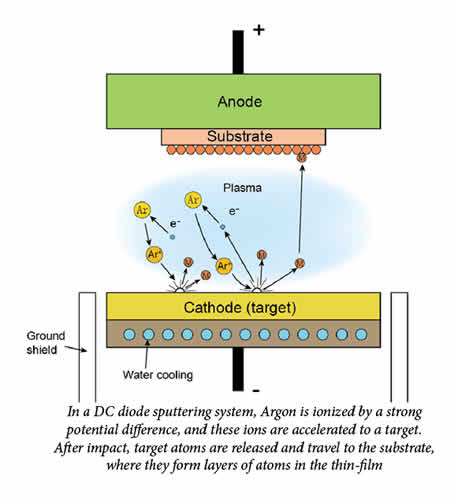 +
Anode
Substrate
M
Plasma
Ar
Ar
e-
e-
Ar+
Ar+
M
M
M
M
Cathode (target)
Ground
shield
Water cooling
-
In a DC diode sputtering system, Argon is ionized by a strong
potential difference, and these ions are accelerated to a target.
After impact, target atoms are released and travel to the substrate,
where they form layers of atoms in the thin-film